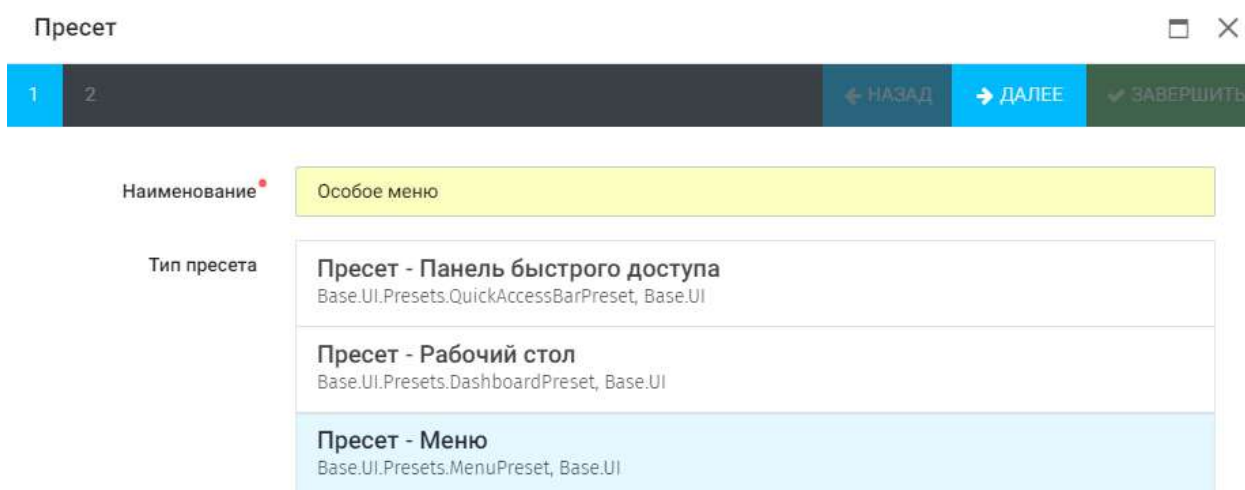 Пресет
1 2 НАЗАД ДАЛЕЕ ЗАВЕРШИТЬ
Наименование Особое меню
Тип пресета Пресет - Панель быстрого доступа
Base.UI.Presets.QuickAccessBarPreset, Base.UI
Пресет - Рабочий стол
Base.UI.Presets.DashboardPreset, Base.UI
Пресет - Меню
Base.UI.Presets.MenuPreset, Base.UI